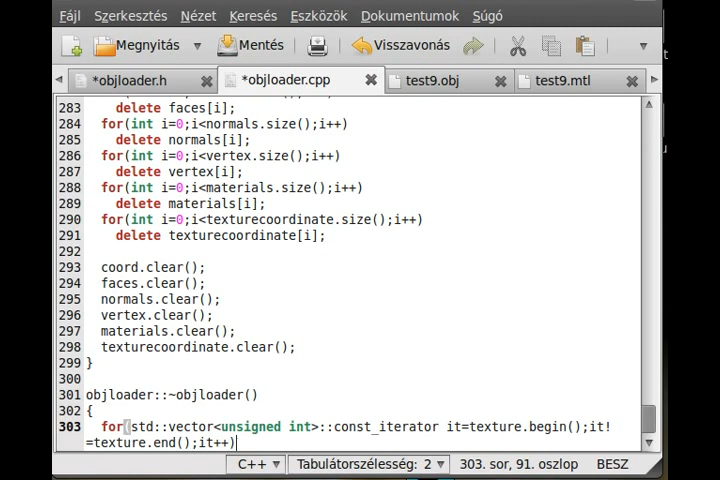 Fájl Szerkesztés Nézet Keresés Eszközök Dokumentumok Súgó
Megnyitás Mentés Visszavonás
*objloader.h *objloader.cpp test9.obj test9.mtl
283 delete faces[i];
284 for(int i=0;i<normals.size();i++)
285 delete normals[i];
286 for(int i=0;i<vertex.size();i++)
287 delete vertex[i];
288 for(int i=0;i<materials.size();i++)
289 delete materials[i];
290 for(int i=0;i<texturecoordinate.size();i++)
291 delete texturecoordinate[i];
292
293 coord.clear();
294 faces.clear();
295 normals.clear();
296 vertex.clear();
297 materials.clear();
298 texturecoordinate.clear();
299 }
300
301 objloader::~objloader()
302 {
303 for(std::vector<unsigned int>::const_iterator it=texture.begin();it!
=texture.end();it++)
C++ Tabulátorszélesség: 2 303. sor, 91. oszlop BESZ